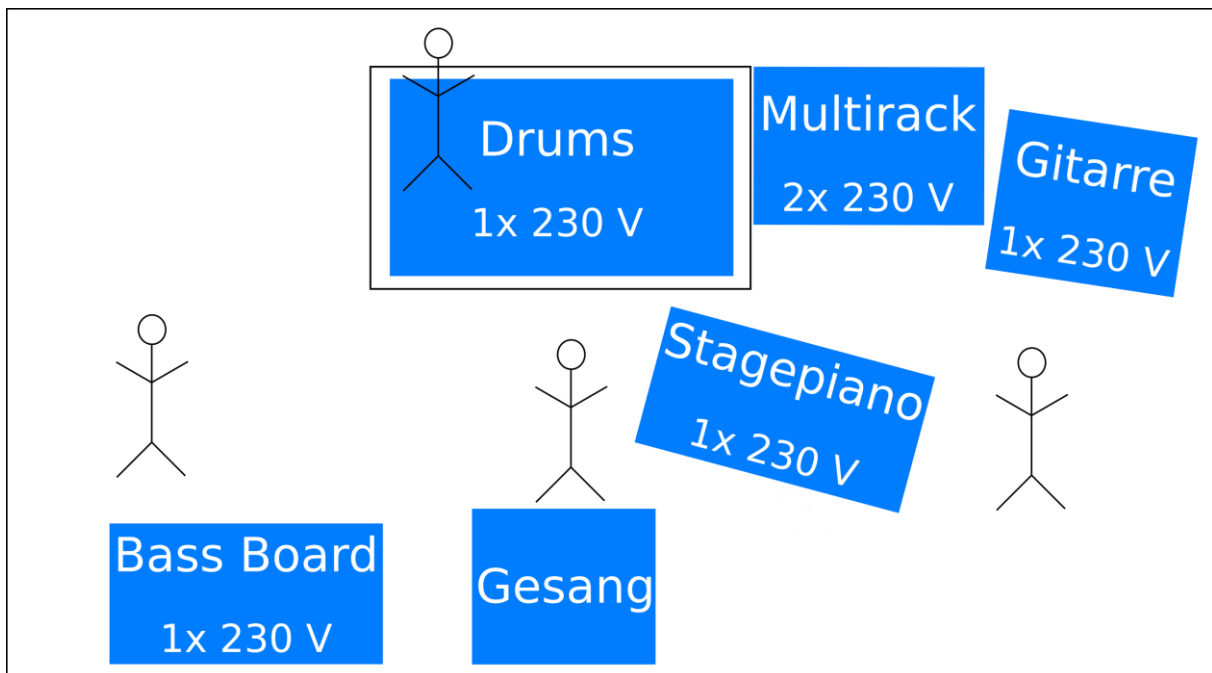 Drums
1x 230 V
Multirack
2x 230 V
Gitarre
1x 230 V
Stagepiano
1x 230 V
Bass Board
1x 230 V
Gesang